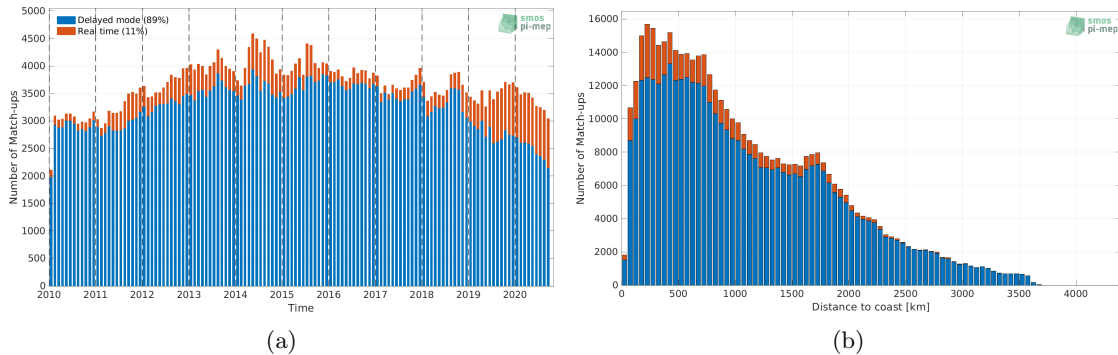 5000
4500
4000
3500
3000
2500
2000
1500
1000
500
0
Number of Match-ups
Delayed mode (89%)
Real time (11%)
smos
pi-mep
2010 2011 2012 2013 2014 2015 2016 2017 2018 2019 2020
Time
(a)
16000
14000
12000
10000
8000
6000
4000
2000
0
Number of Match-ups
smos
pi-mep
0 500 1000 1500 2000 2500 3000 3500 4000
Distance to coast [km]
(b)